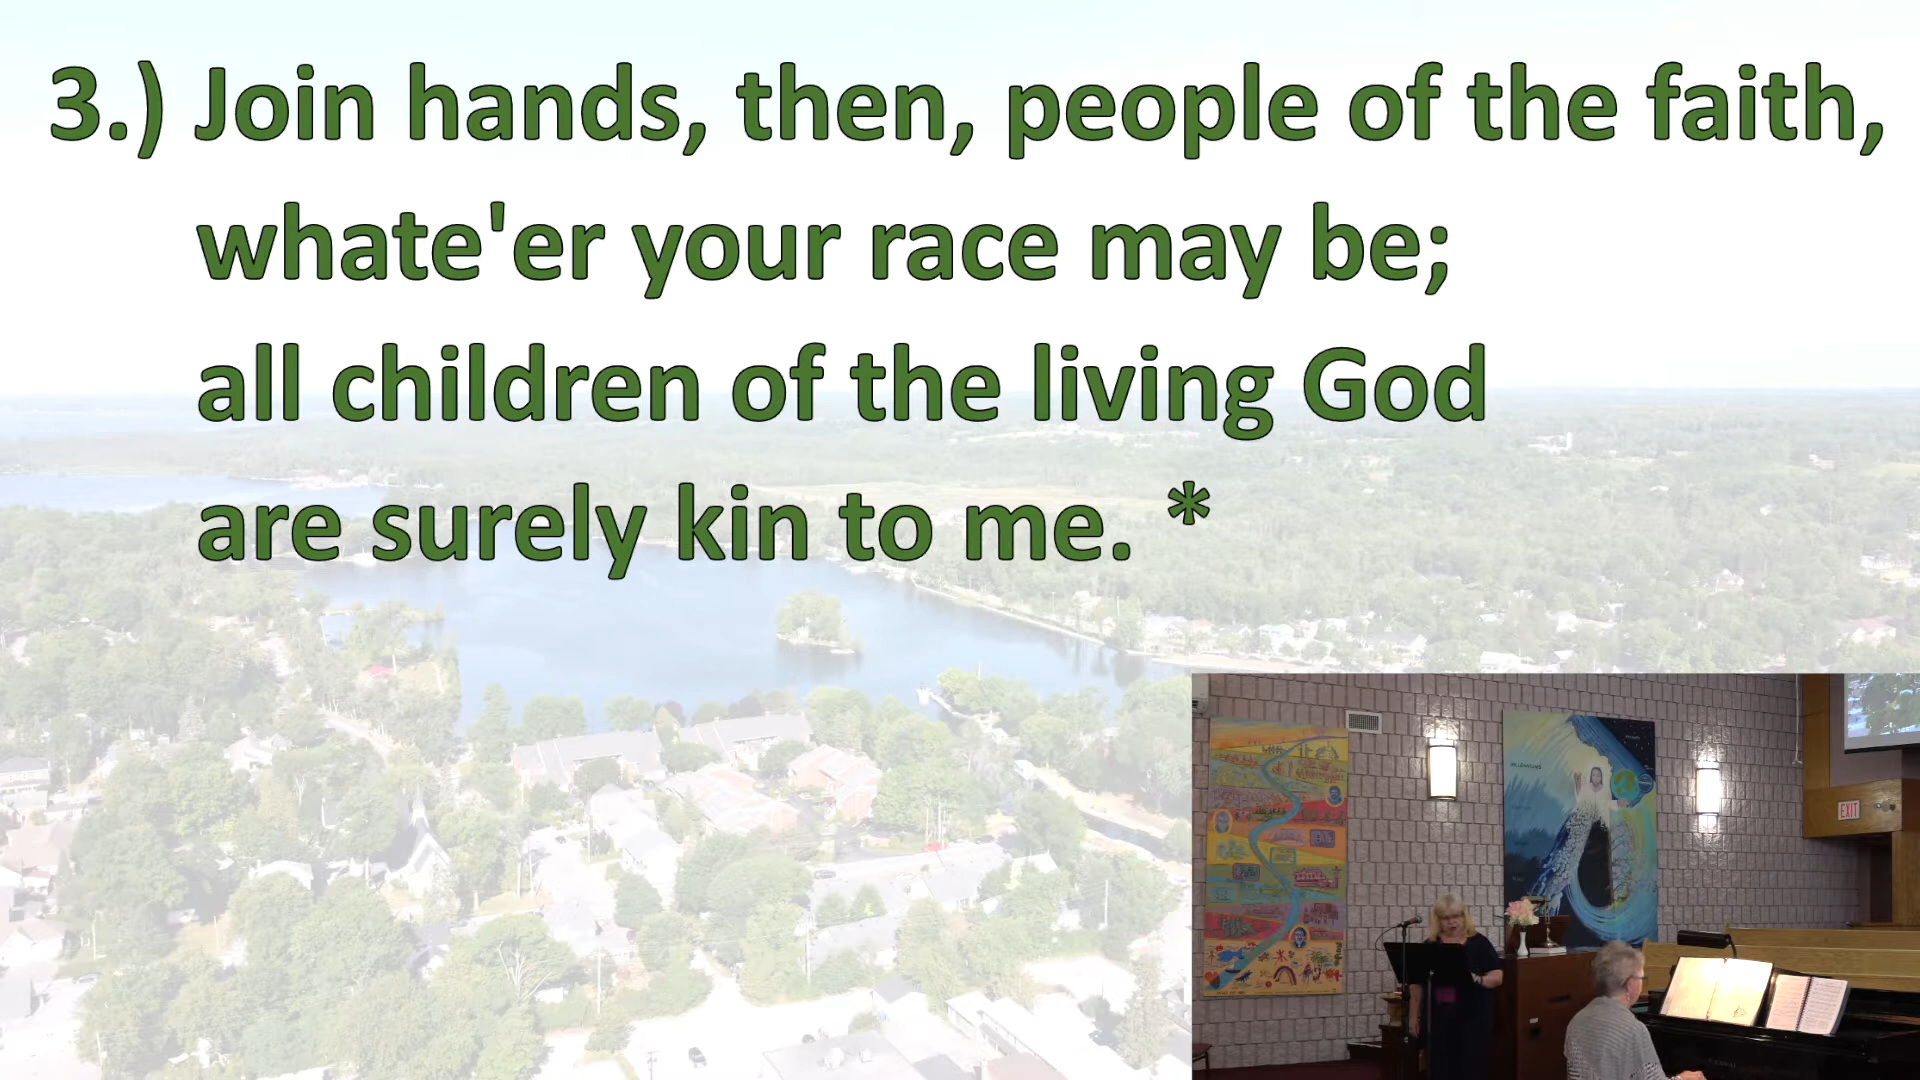 3.) Join hands, then, people of the faith,
whate'er your race may be;
all children of the living God
are surely kin to me. *
EXIT